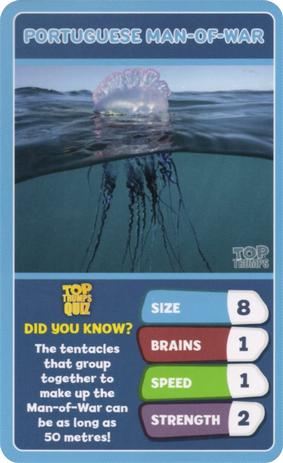 PORTUGUESE MAN-OF-WAR
TOP
TRUMPS
TOP
TRUMPS
QUIZ
DID YOU KNOW?
The tentacles
that group
together to
make up the
Man-of-War can
be as long as
50 metres!
SIZE 8
BRAINS 1
SPEED 1
STRENGTH 2